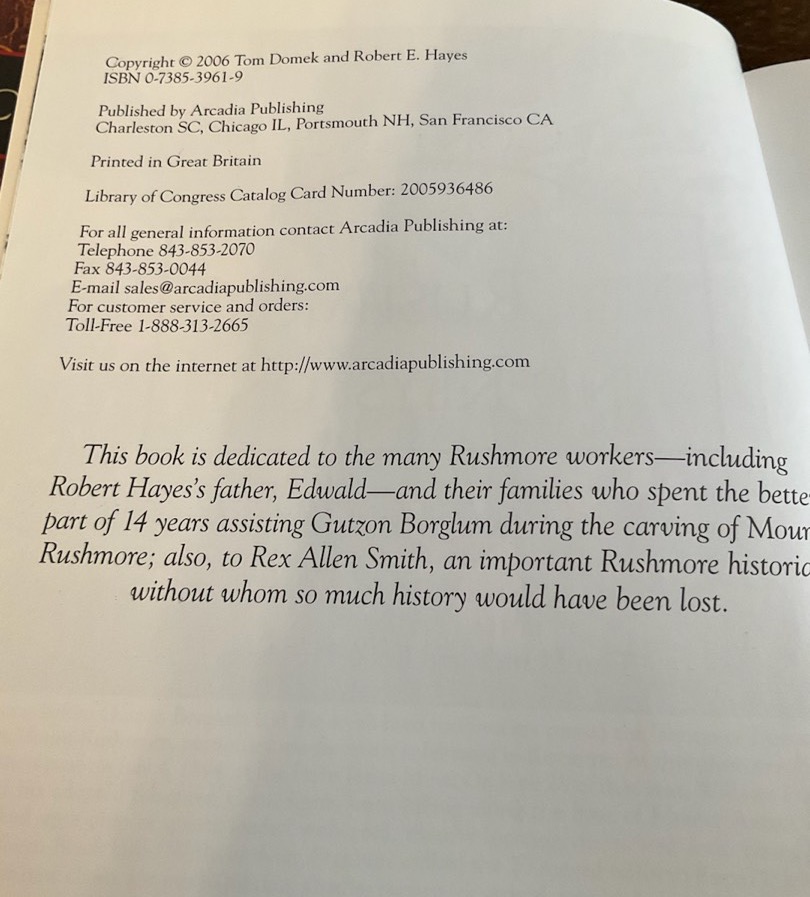 Copyright © 2006 Tom Domek and Robert E. Hayes
ISBN 0-7385-3961-9
Published by Arcadia Publishing
Charleston SC, Chicago IL, Portsmouth NH, San Francisco CA
Printed in Great Britain
Library of Congress Catalog Card Number: 2005936486
For all general information contact Arcadia Publishing at:
Telephone 843-853-2070
Fax 843-853-0044
E-mail sales@arcadiapublishing.com
For customer service and orders:
Toll-Free 1-888-313-2665
Visit us on the internet at http://www.arcadiapublishing.com
This book is dedicated to the many Rushmore workers—including
Robert Hayes's father, Edwald—and their families who spent the
part of 14 years assisting Gutzon Borglum during the carving of
Rushmore; also, to Rex Allen Smith, an important Rushmore
without whom so much history would have been lost.